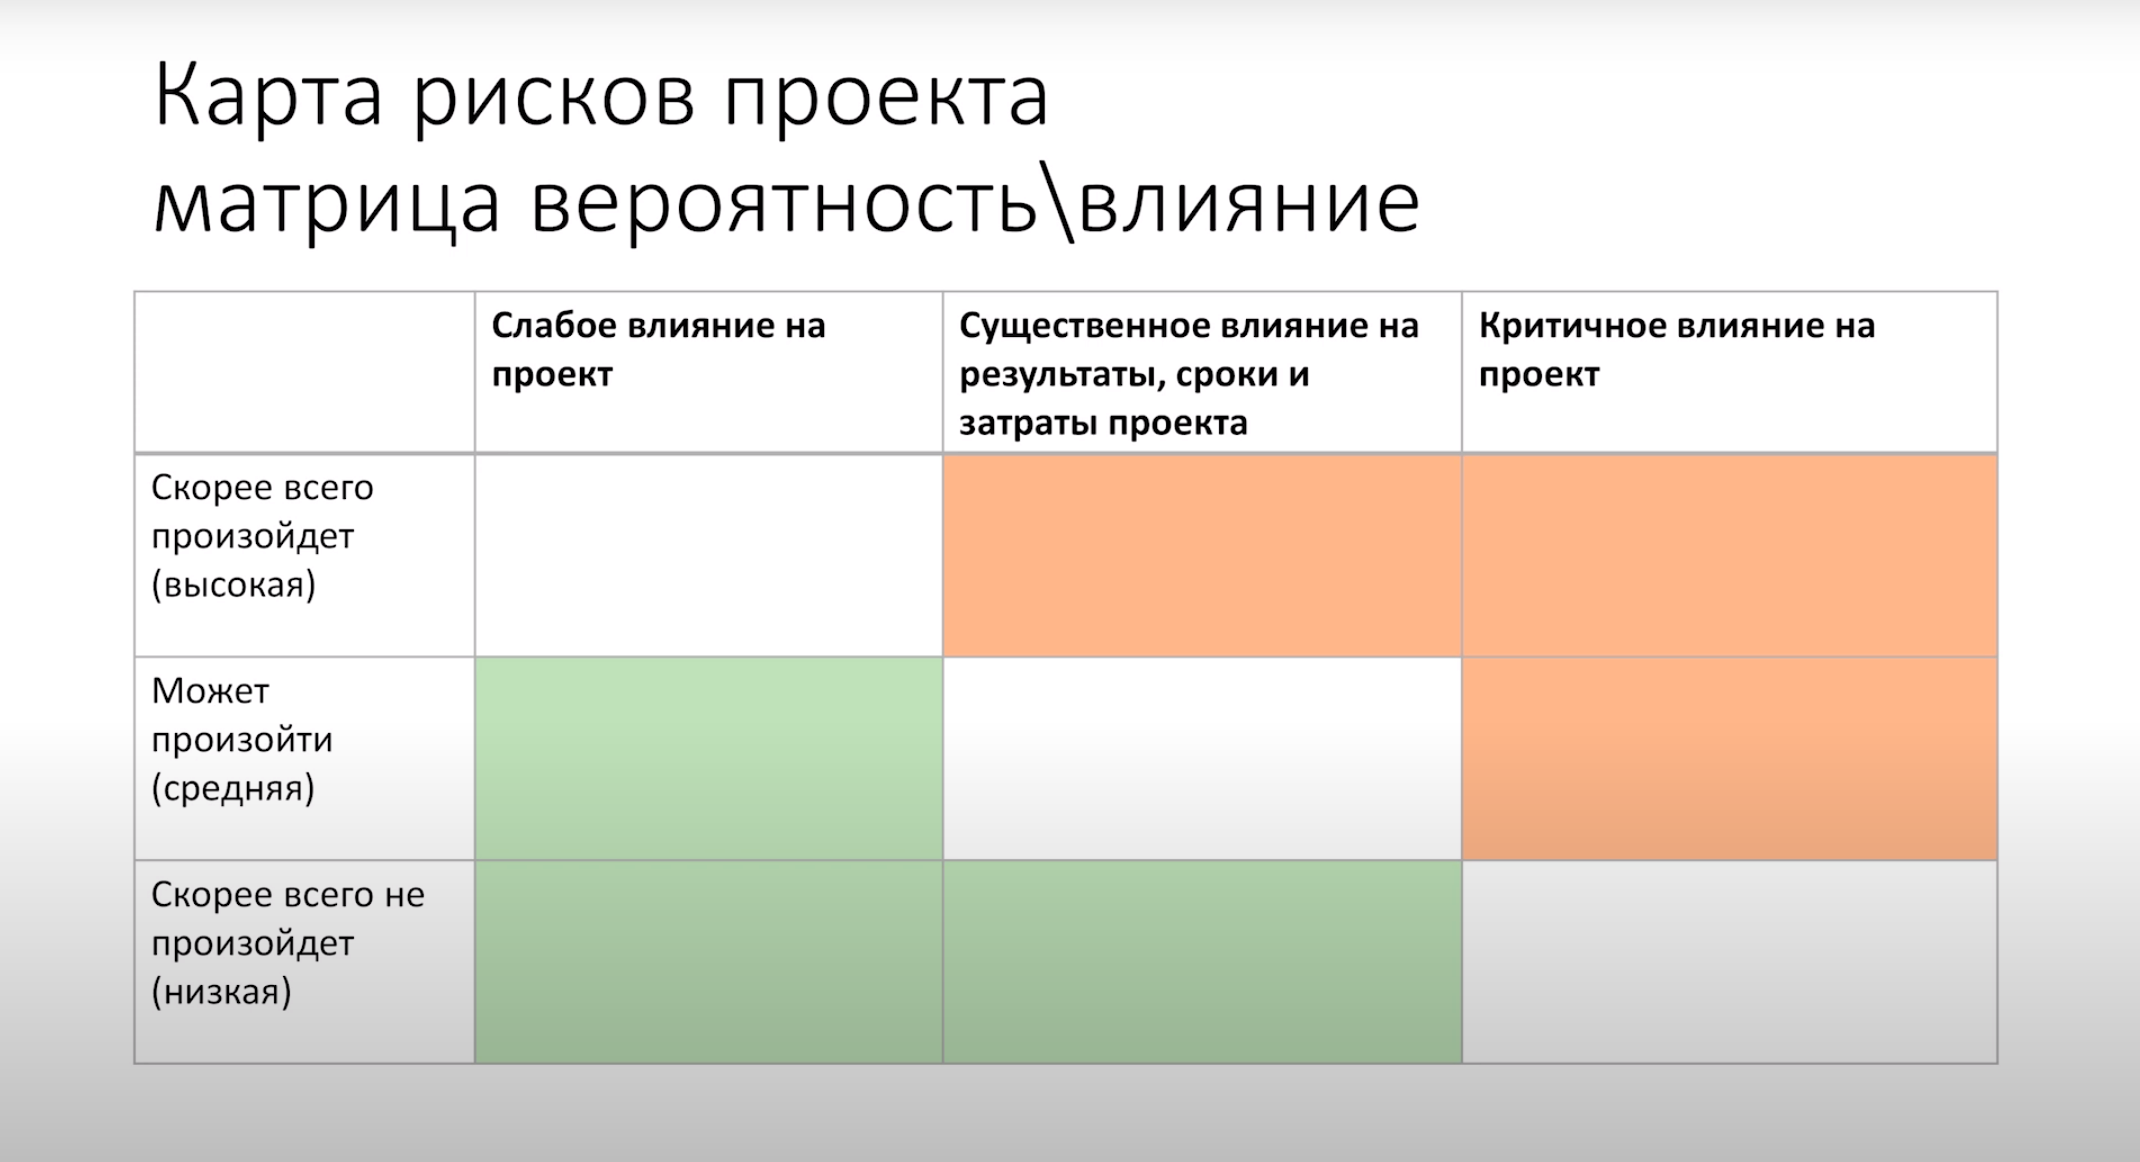 Карта рисков проекта
матрица вероятность\влияние
Слабое влияние на
проект
Существенное влияние на
результаты, сроки и
затраты проекта
Критичное влияние на
проект
Скорее всего
произойдет
(высокая)
Может
произойти
(средняя)
Скорее всего не
произойдет
(низкая)